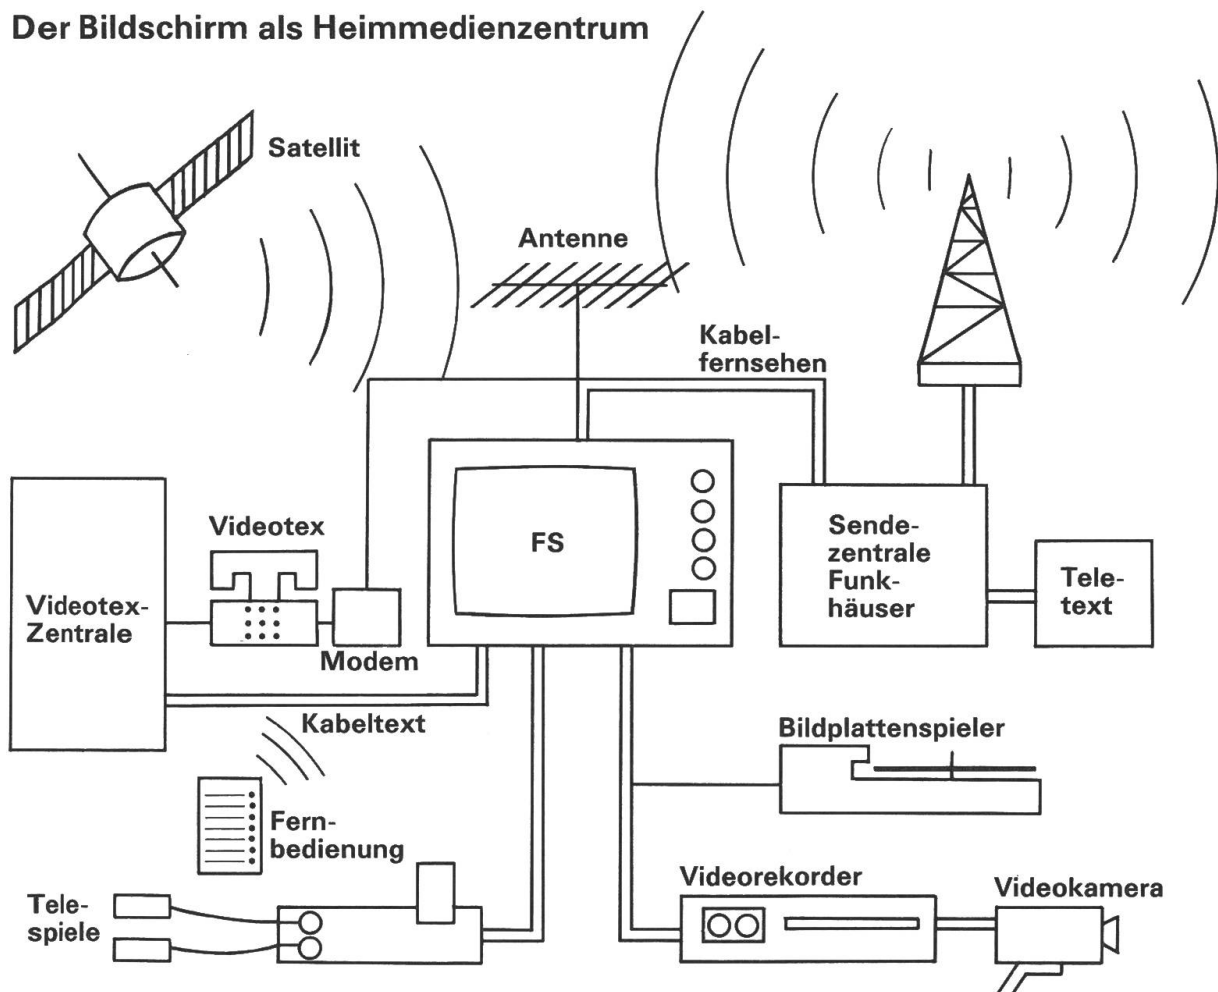 Der Bildschirm als Heimmedienzentrum
Satellit
Antenne
Kabel-
fernsehen
Videotex
FS
Sende-
zentrale
Funk-
häuser
Tele-
text
Videotex-
Zentrale
Modem
Kabeltext
Bildplattenspieler
Fern-
bedienung
Videorekorder
Videokamera
Tele-
spiele